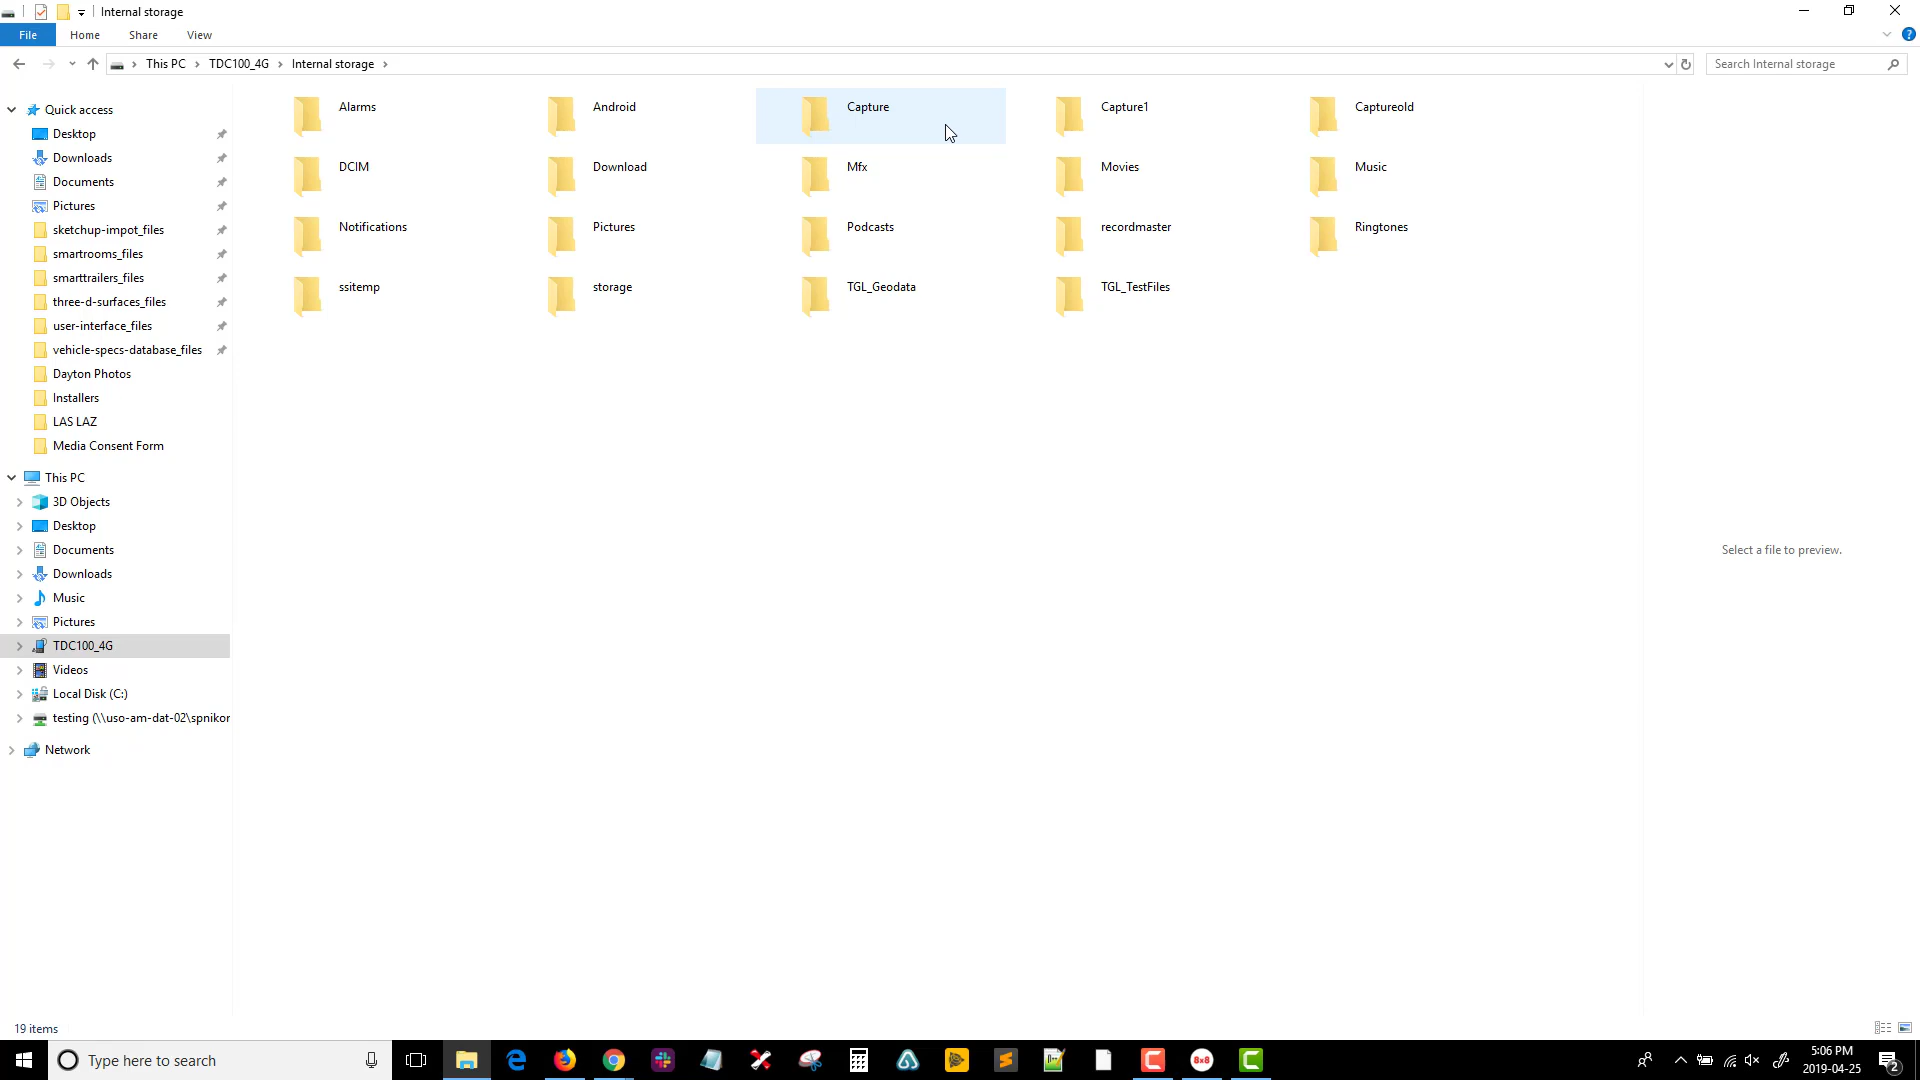 Internal storage
File Home Share View
This PC TDC100_4G Internal storage
Search Internal storage
Quick access
Desktop
Downloads
Documents
Pictures
sketchup-impot_files
smartrooms_files
smarttrailers_files
three-d-surfaces_files
user-interface_files
vehicle-specs-database_files
Dayton Photos
Installers
LAS LAZ
Media Consent Form
This PC
3D Objects
Desktop
Documents
Downloads
Music
Pictures
TDC100_4G
Videos
Local Disk (C:)
testing (\\uso-am-dat-02\spnikor
Network
Alarms Android Capture Capture1 Captureold
DCIM Download Mfx Movies Music
Notifications Pictures Podcasts recordmaster Ringtones
ssitemp storage TGL_Geodata TGL_TestFiles
Select a file to preview.
19 items
Type here to search
8x8
5:06 PM
2019-04-25
2